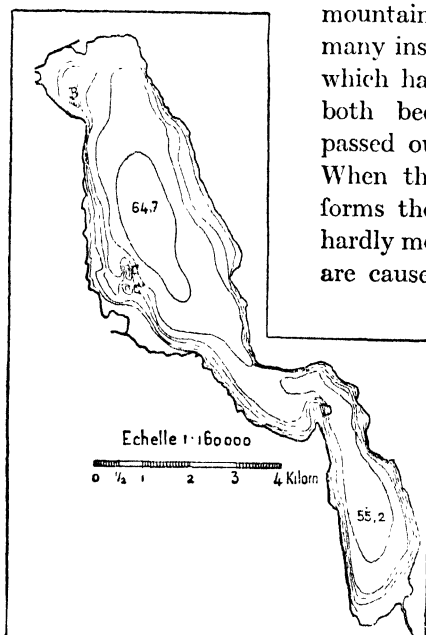 mountain
many ins
which ha
both bee
passed ou
When th
forms the
hardly mo
are cause
64,7
Echelle 1:160000
0 ½ 1 2 3 4 Kilom
55,2